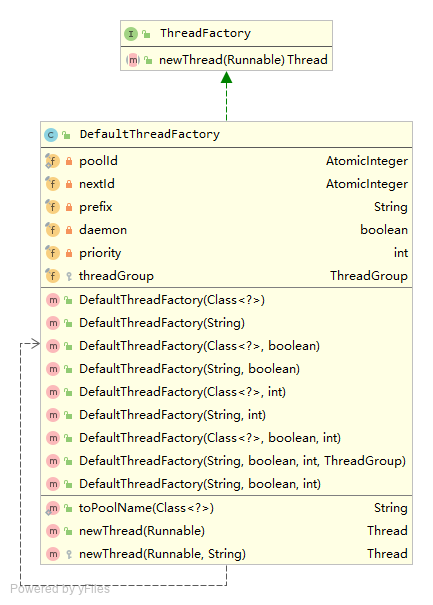 I ThreadFactory
m newThread(Runnable) Thread
C DefaultThreadFactory
f poolId AtomicInteger
f nextId AtomicInteger
f prefix String
f daemon boolean
f priority int
f threadGroup ThreadGroup
m DefaultThreadFactory(Class<?>)
m DefaultThreadFactory(String)
m DefaultThreadFactory(Class<?>, boolean)
m DefaultThreadFactory(String, boolean)
m DefaultThreadFactory(Class<?>, int)
m DefaultThreadFactory(String, int)
m DefaultThreadFactory(Class<?>, boolean, int)
m DefaultThreadFactory(String, boolean, int, ThreadGroup)
m DefaultThreadFactory(String, boolean, int)
m toPoolName(Class<?>) String
m newThread(Runnable) Thread
m newThread(Runnable, String) Thread
Powered by yFiles